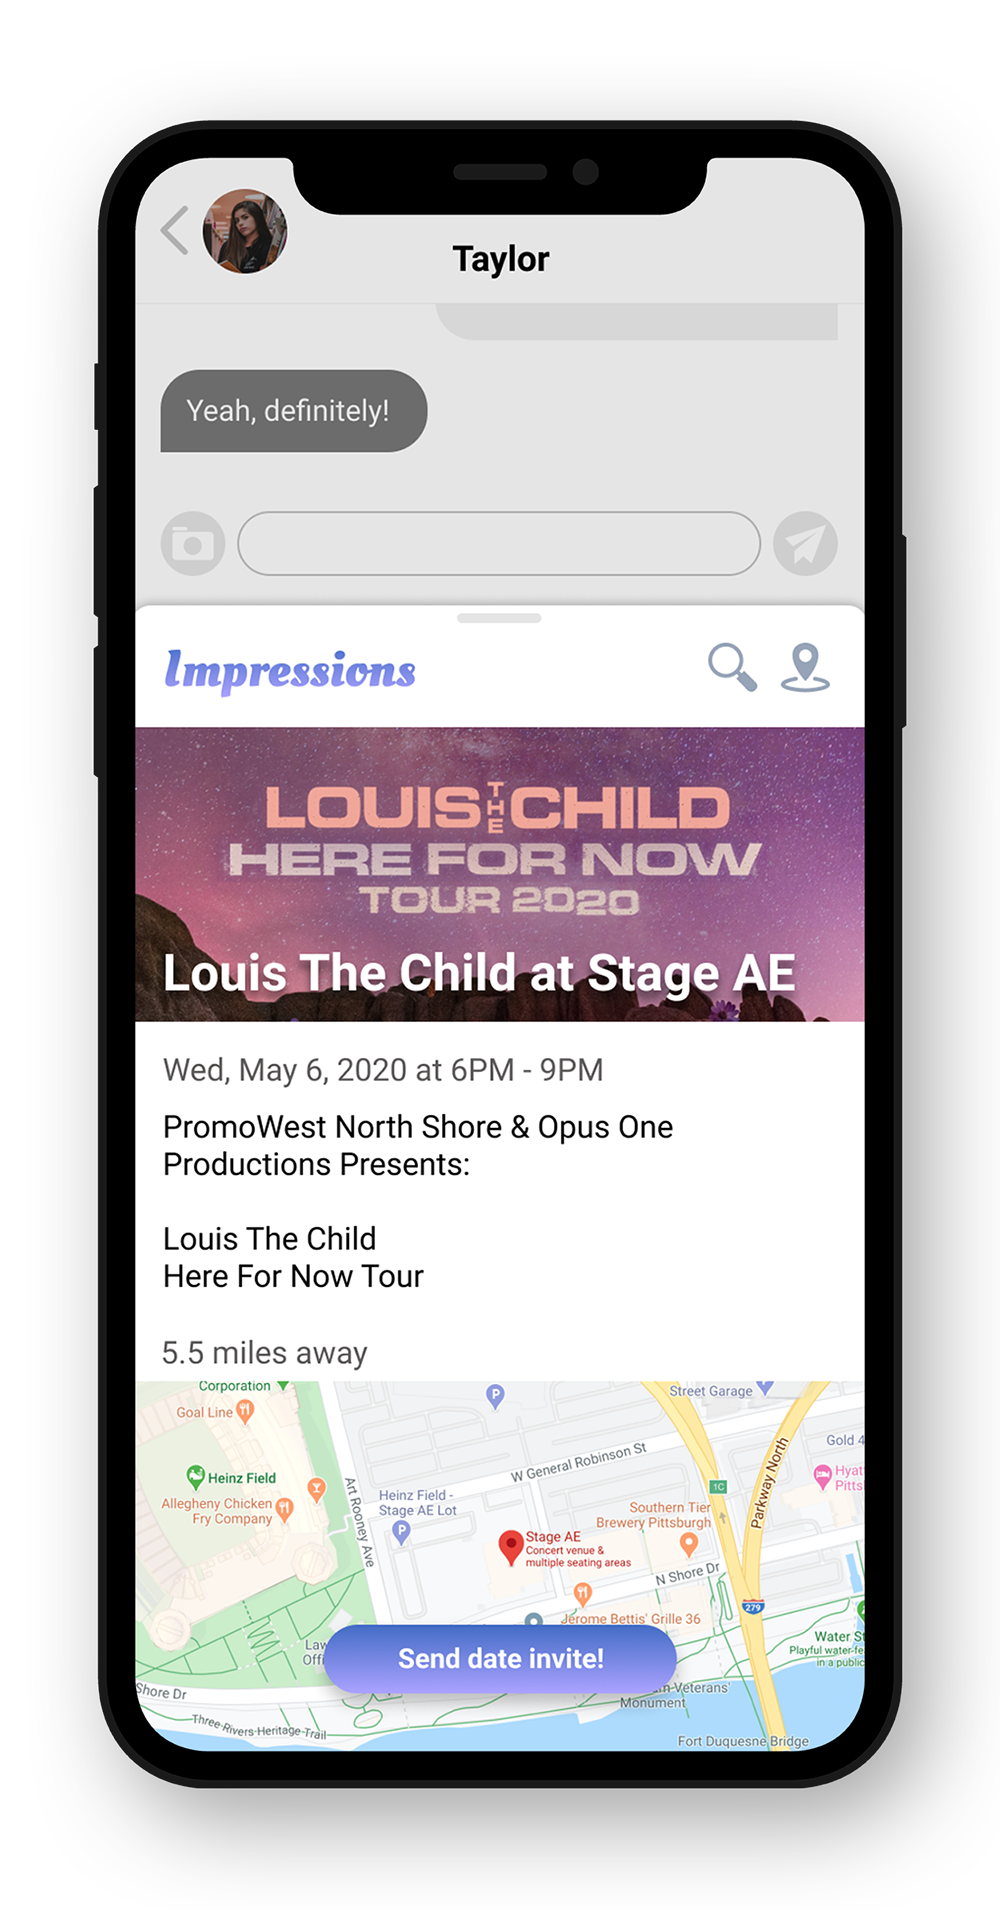 Taylor
Yeah, definitely!
Impressions
LOUIS THE CHILD
HERE FOR NOW
TOUR 2020
Louis The Child at Stage AE
Wed, May 6, 2020 at 6PM - 9PM
PromoWest North Shore & Opus One
Productions Presents:
Louis The Child
Here For Now Tour
5.5 miles away
Corporation
Street Garage
P
Goal Line
Gold 4
W General Robinson St
Parkway North
Heinz Field
Hyat
Pitts
1C
Art Rooney Ave
Heinz Field -
Stage AE Lot
P
Allegheny Chicken
Fry Company
Southern Tier
Brewery Pittsburgh
Stage AE
Concert venue &
multiple seating areas
N Shore Dr
279
Jerome Bettis' Grille 36
Law
Offi
Water St
Playful water-fe
in a public
Send date invite!
Shore Dr
m-Veterans'
Monument
Three Rivers Heritage Trail
Fort Duquesne Bridge